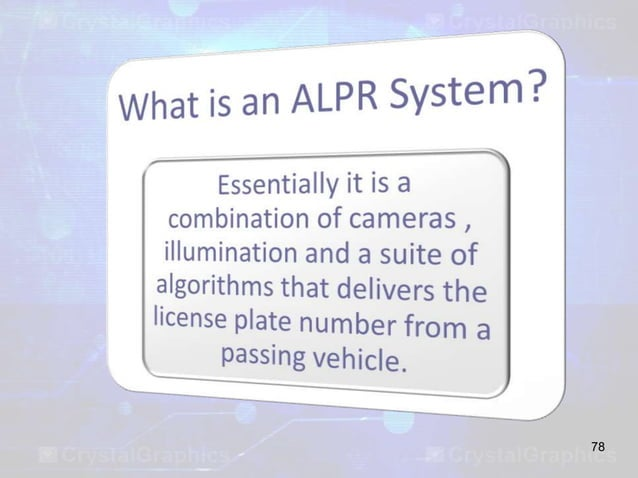 CrystalGraphics
CrystalGraphics
What is an ALPR System?
Essentially it is a
combination of cameras ,
illumination and a suite of
algorithms that delivers the
license plate number from a
passing vehicle.
78
CrystalGraphics
CrystalGraphics